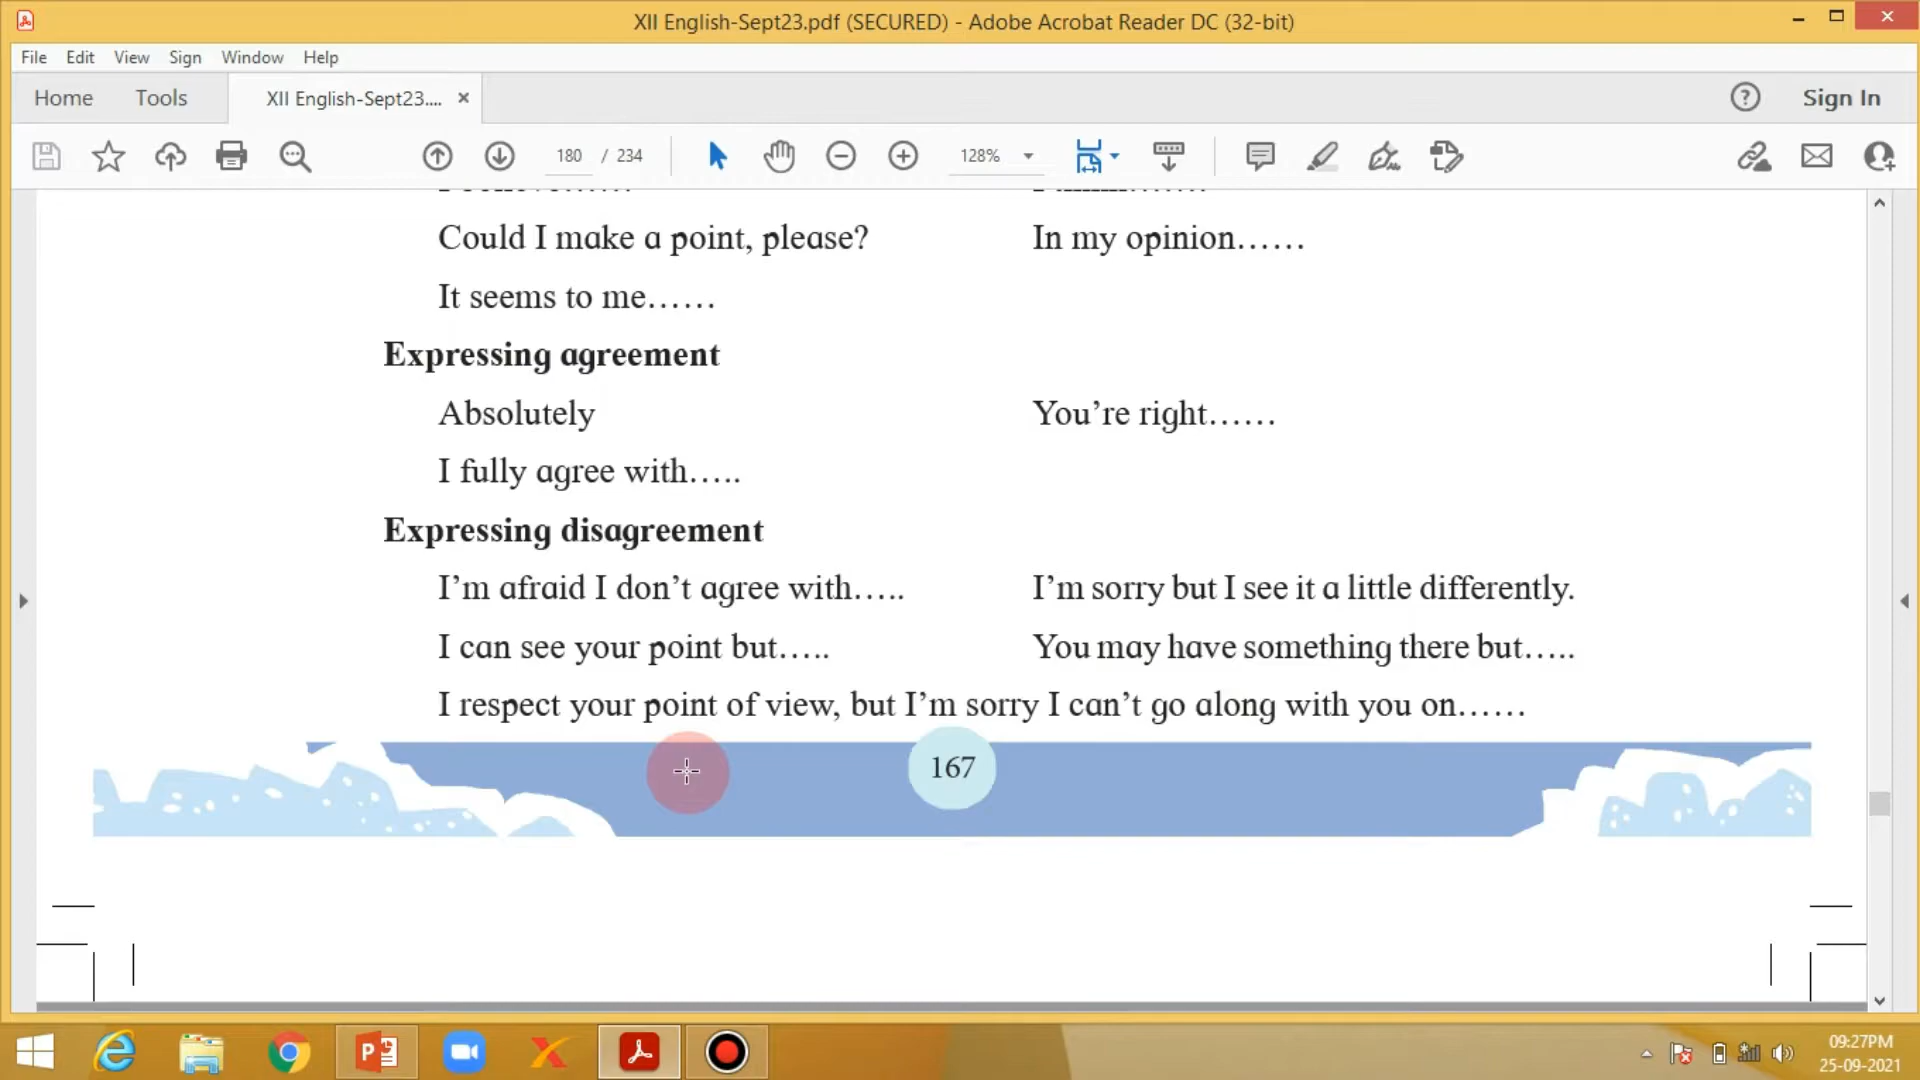 XII English-Sept23.pdf (SECURED) - Adobe Acrobat Reader DC (32-bit)
File Edit View Sign Window Help
Home Tools XII English-Sept23.... × Sign In
180 / 234 128%
Could I make a point, please? In my opinion……
It seems to me……
Expressing agreement
Absolutely You’re right……
I fully agree with…..
Expressing disagreement
I’m afraid I don’t agree with….. I’m sorry but I see it a little differently.
I can see your point but….. You may have something there but…..
I respect your point of view, but I’m sorry I can’t go along with you on……
167
09:27PM
25-09-2021